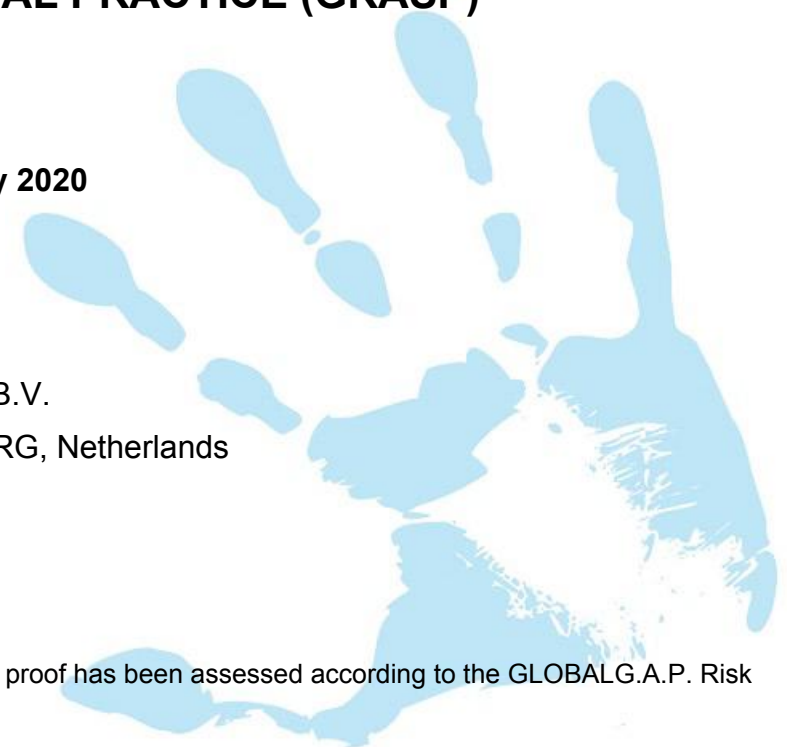 AL PRACTICE (GRASP)
y 2020
B.V.
RG, Netherlands
proof has been assessed according to the GLOBALG.A.P. Risk